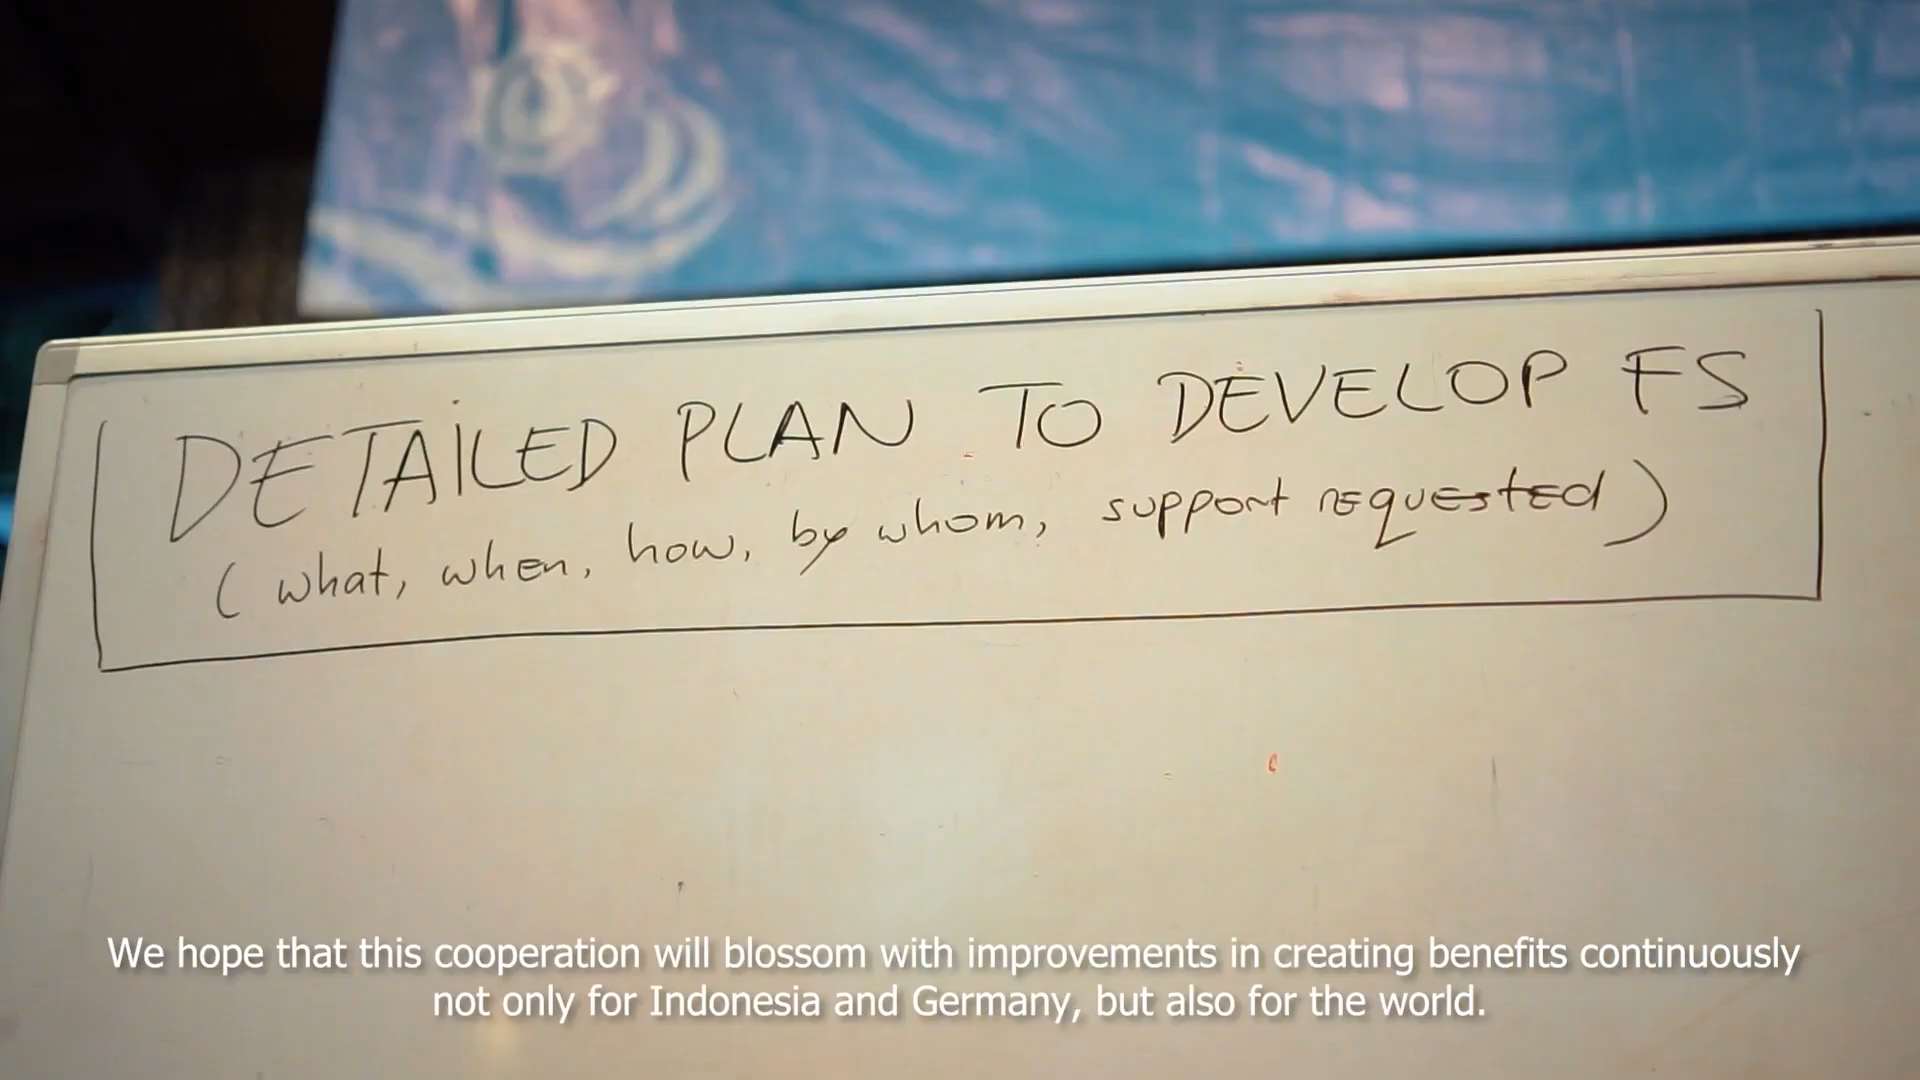 DETAILED PLAN TO DEVELOP FS
(what, when, how, by whom, support requested)
We hope that this cooperation will blossom with improvements in creating benefits continuously
not only for Indonesia and Germany, but also for the world.